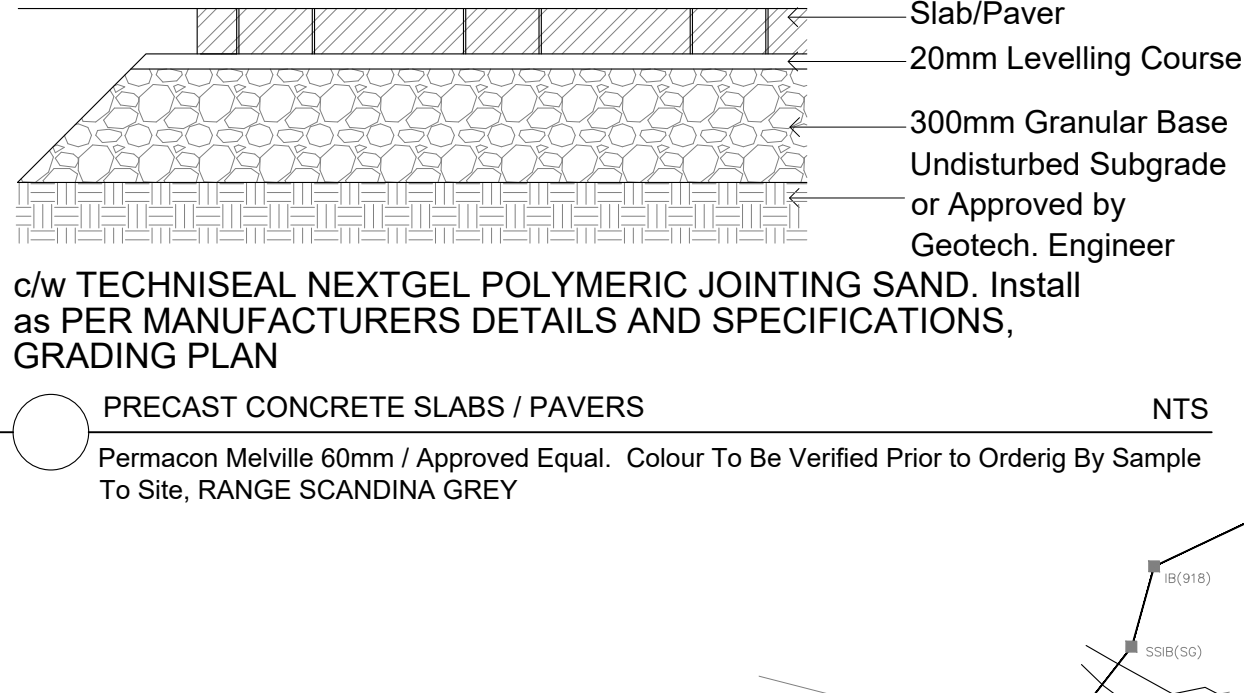 Slab/Paver
20mm Levelling Course
300mm Granular Base
Undisturbed Subgrade
or Approved by
Geotech. Engineer
c/w TECHNISEAL NEXTGEL POLYMERIC JOINTING SAND. Install
as PER MANUFACTURERS DETAILS AND SPECIFICATIONS,
GRADING PLAN
PRECAST CONCRETE SLABS / PAVERS
NTS
Permacon Melville 60mm / Approved Equal. Colour To Be Verified Prior to Orderig By Sample
To Site, RANGE SCANDINA GREY
IB(918)
SSIB(SG)